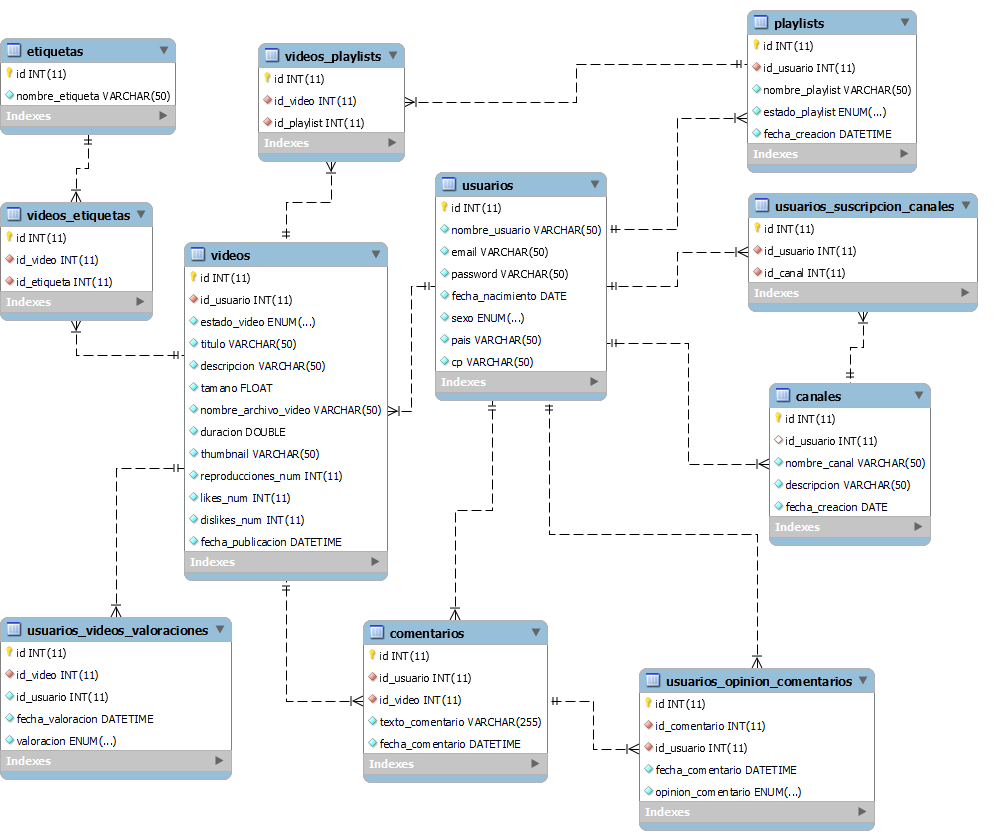 etiquetas
id INT(11)
nombre_etiqueta VARCHAR(50)
Indexes
videos_playlists
id INT(11)
id_video INT(11)
id_playlist INT(11)
Indexes
playlists
id INT(11)
id_usuario INT(11)
nombre_playlist VARCHAR(50)
estado_playlist ENUM(...)
fecha_creacion DATETIME
Indexes
videos_etiquetas
id INT(11)
id_video INT(11)
id_etiqueta INT(11)
Indexes
videos
id INT(11)
id_usuario INT(11)
estado_video ENUM(...)
titulo VARCHAR(50)
descripcion VARCHAR(50)
tamano FLOAT
nombre_archivo_video VARCHAR(50)
duracion DOUBLE
thumbnail VARCHAR(50)
reproducciones_num INT(11)
likes_num INT(11)
dislikes_num INT(11)
fecha_publicacion DATETIME
Indexes
usuarios
id INT(11)
nombre_usuario VARCHAR(50)
email VARCHAR(50)
password VARCHAR(50)
fecha_nacimiento DATE
sexo ENUM(...)
pais VARCHAR(50)
cp VARCHAR(50)
Indexes
usuarios_suscripcion_canales
id INT(11)
id_usuario INT(11)
id_canal INT(11)
Indexes
canales
id INT(11)
id_usuario INT(11)
nombre_canal VARCHAR(50)
descripcion VARCHAR(50)
fecha_creacion DATE
Indexes
usuarios_videos_valoraciones
id INT(11)
id_video INT(11)
id_usuario INT(11)
fecha_valoracion DATETIME
valoracion ENUM(...)
Indexes
comentarios
id INT(11)
id_usuario INT(11)
id_video INT(11)
texto_comentario VARCHAR(255)
fecha_comentario DATETIME
Indexes
usuarios_opinion_comentarios
id INT(11)
id_comentario INT(11)
id_usuario INT(11)
fecha_comentario DATETIME
opinion_comentario ENUM(...)
Indexes